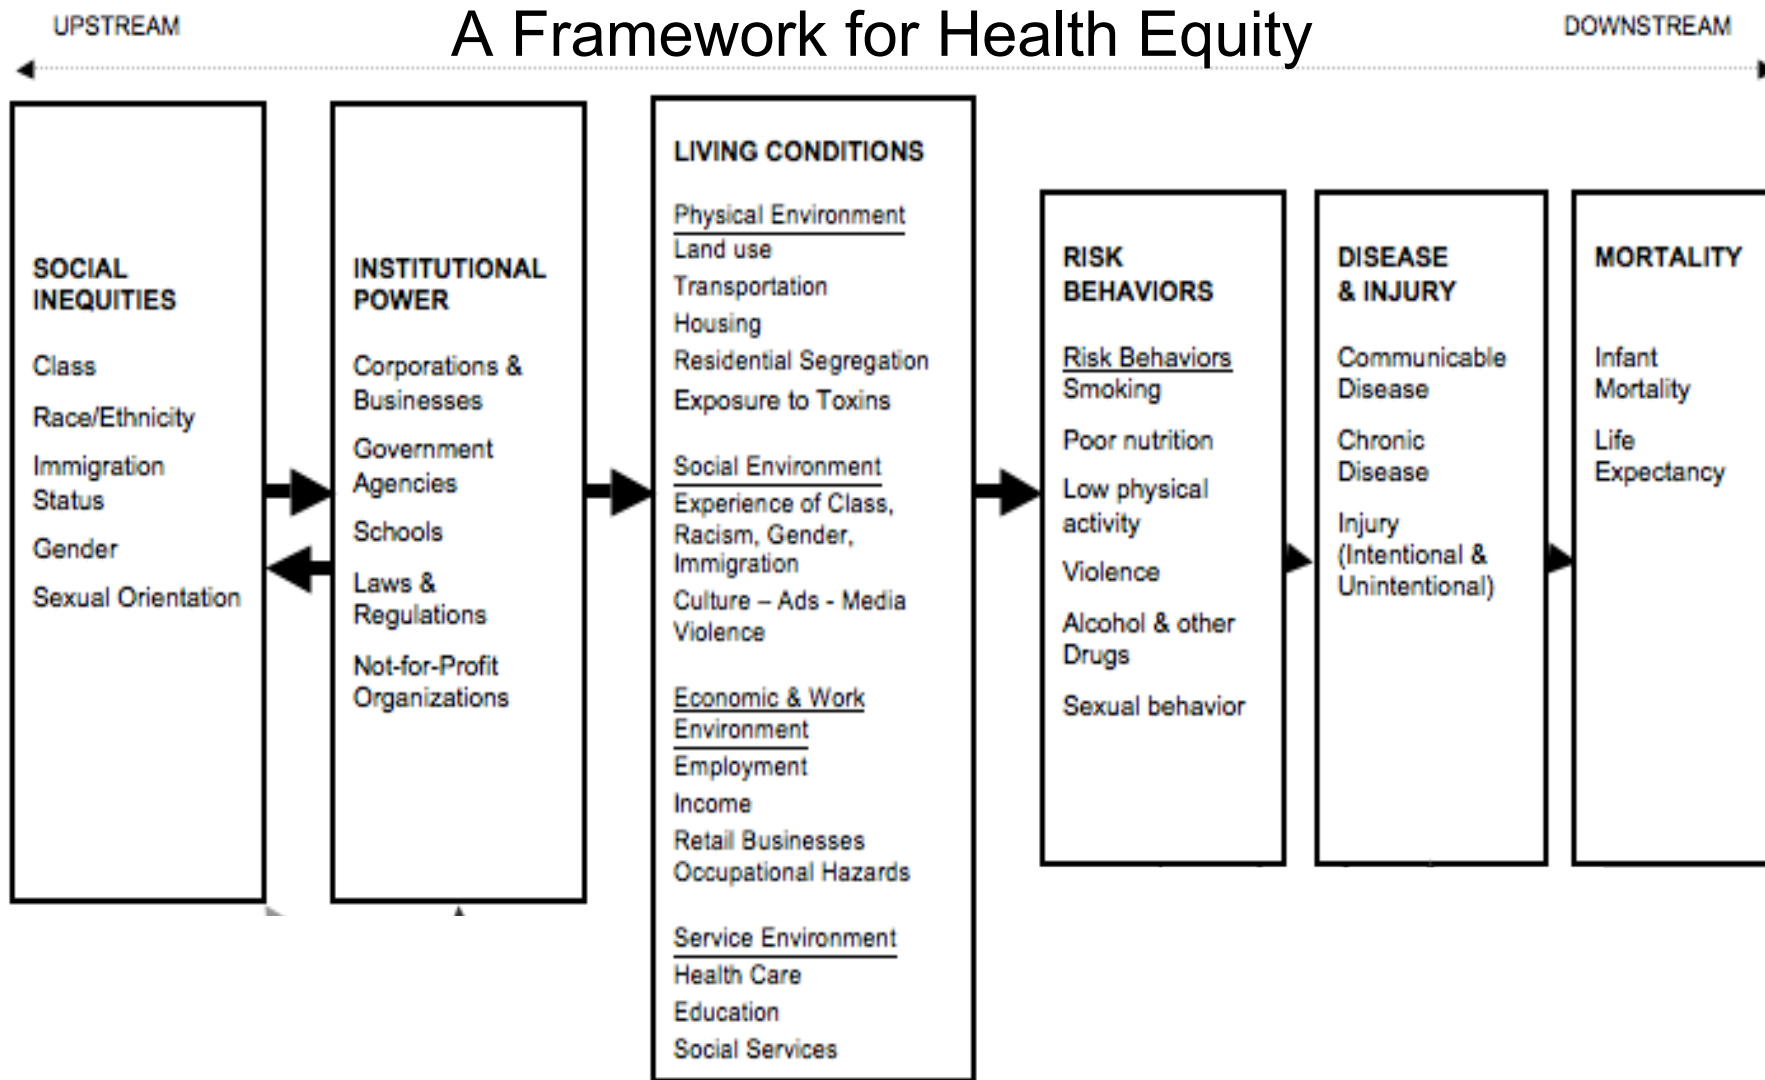 UPSTREAM
A Framework for Health Equity
DOWNSTREAM
SOCIAL
INEQUITIES
Class
Race/Ethnicity
Immigration
Status
Gender
Sexual Orientation
INSTITUTIONAL
POWER
Corporations &
Businesses
Government
Agencies
Schools
Laws &
Regulations
Not-for-Profit
Organizations
LIVING CONDITIONS
Physical Environment
Land use
Transportation
Housing
Residential Segregation
Exposure to Toxins
Social Environment
Experience of Class,
Racism, Gender,
Immigration
Culture – Ads - Media
Violence
Economic & Work
Environment
Employment
Income
Retail Businesses
Occupational Hazards
Service Environment
Health Care
Education
Social Services
RISK
BEHAVIORS
Risk Behaviors
Smoking
Poor nutrition
Low physical
activity
Violence
Alcohol & other
Drugs
Sexual behavior
DISEASE
& INJURY
Communicable
Disease
Chronic
Disease
Injury
(Intentional &
Unintentional)
MORTALITY
Infant
Mortality
Life
Expectancy